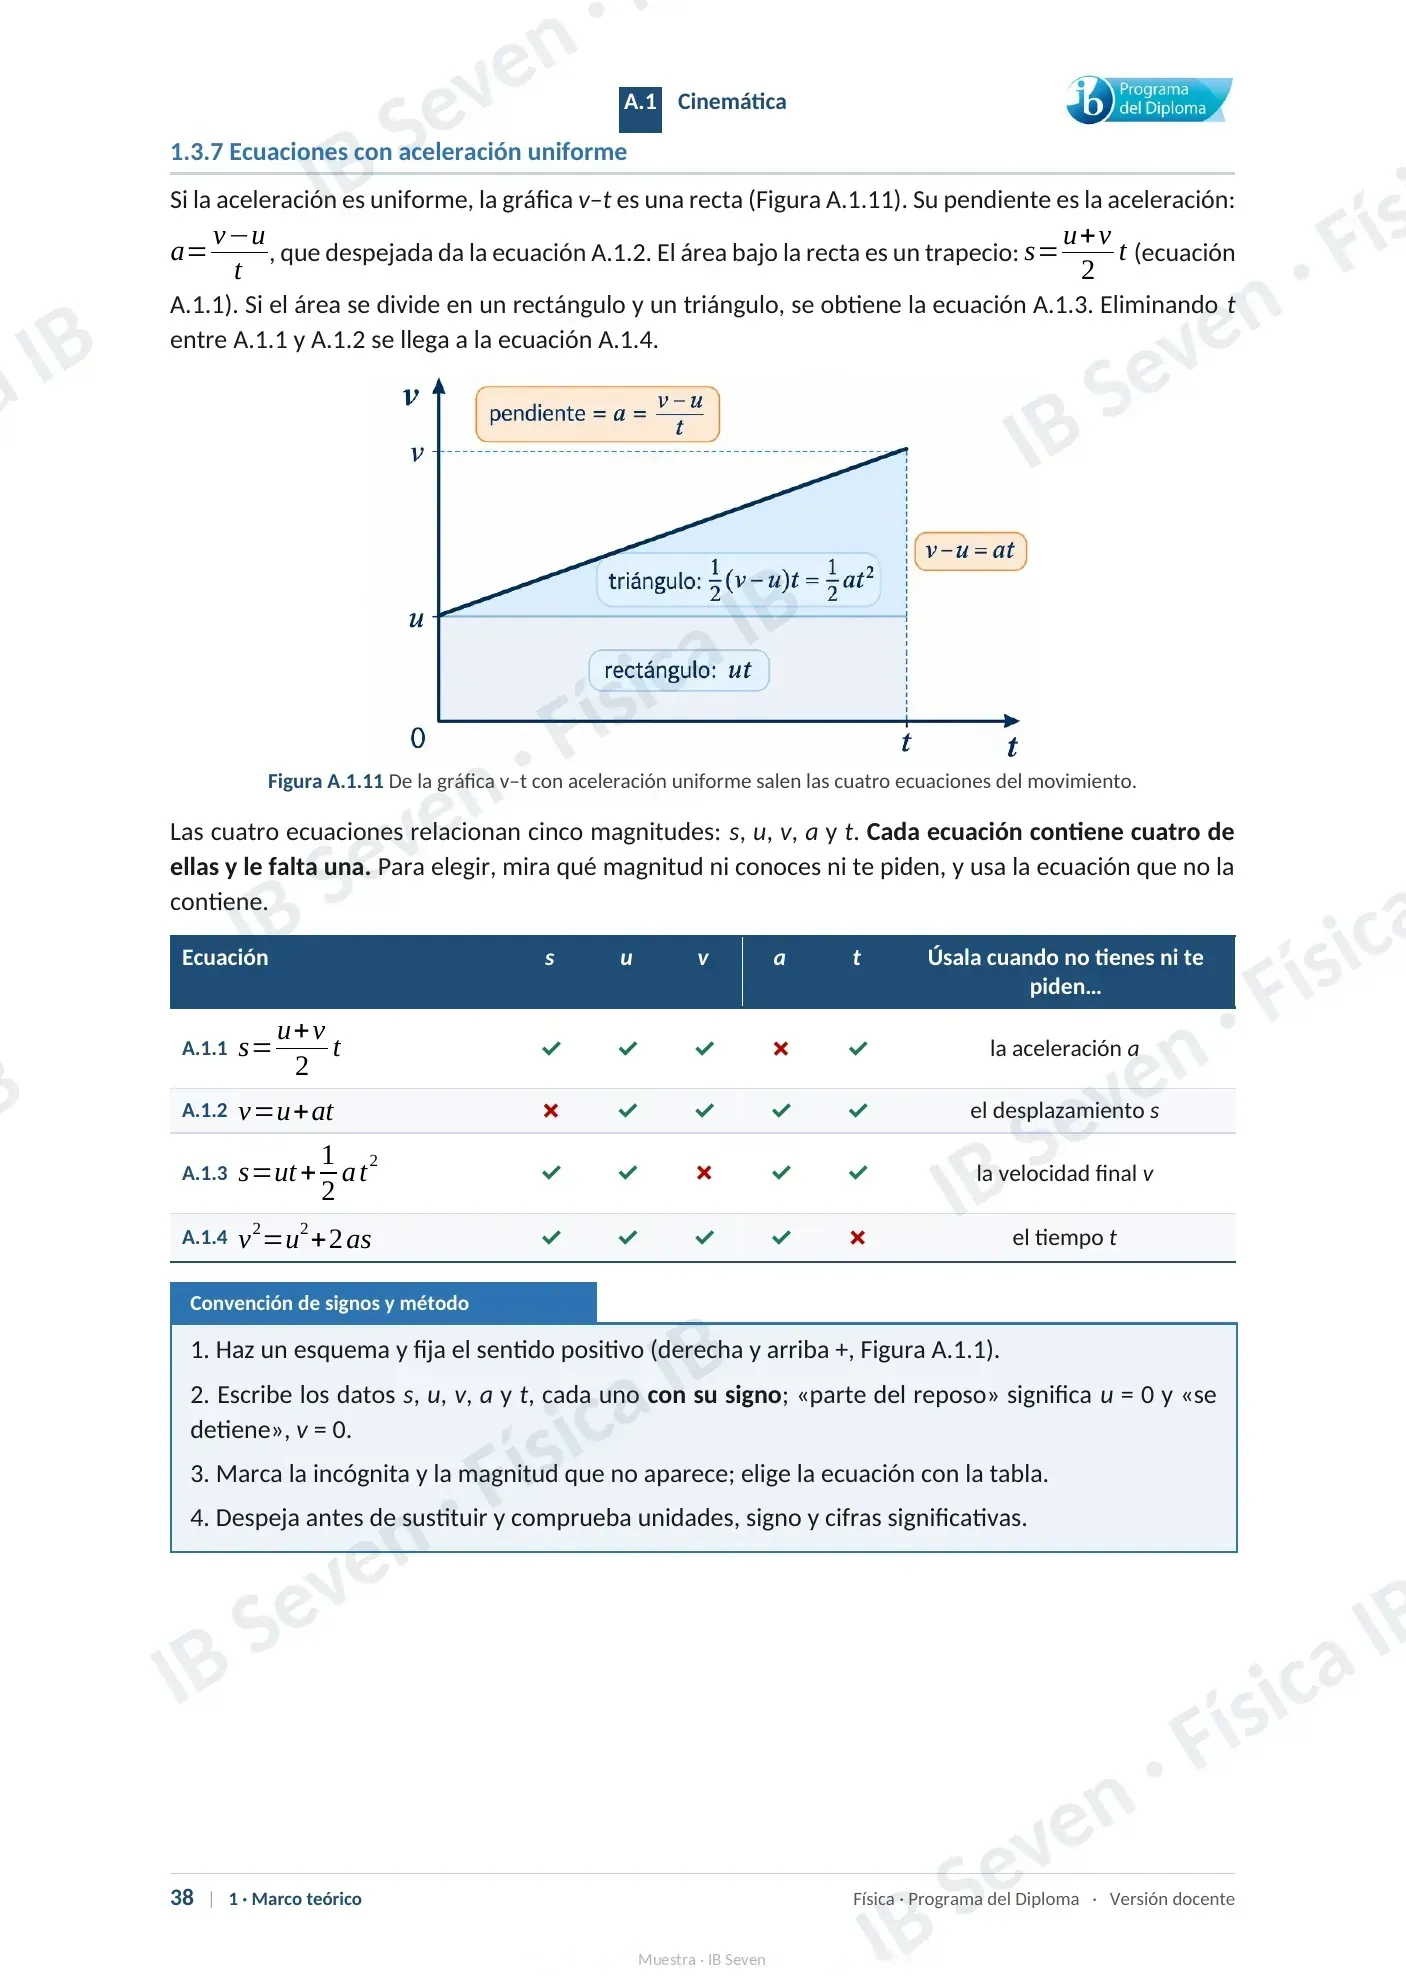 A.1 Cinemática
ib Programa
del Diploma
1.3.7 Ecuaciones con aceleración uniforme
Si la aceleración es uniforme, la gráfica v–t es una recta (Figura A.1.11). Su pendiente es la aceleración:
a = (v − u)/t, que despejada da la ecuación A.1.2. El área bajo la recta es un trapecio: s = (u + v)/2 t (ecuación
A.1.1). Si el área se divide en un rectángulo y un triángulo, se obtiene la ecuación A.1.3. Eliminando t
entre A.1.1 y A.1.2 se llega a la ecuación A.1.4.
v
pendiente = a = (v − u)/t
v
v − u = at
triángulo: 1/2 (v − u)t = 1/2 at²
u
rectángulo: ut
0
t
t
Figura A.1.11 De la gráfica v–t con aceleración uniforme salen las cuatro ecuaciones del movimiento.
Las cuatro ecuaciones relacionan cinco magnitudes: s, u, v, a y t. Cada ecuación contiene cuatro de
ellas y le falta una. Para elegir, mira qué magnitud ni conoces ni te piden, y usa la ecuación que no la
contiene.
Ecuación s u v a t Úsala cuando no tienes ni te
piden…
A.1.1 s = (u + v)/2 t ✓ ✓ ✓ ✗ ✓ la aceleración a
A.1.2 v = u + at ✗ ✓ ✓ ✓ ✓ el desplazamiento s
A.1.3 s = ut + 1/2 at² ✓ ✓ ✗ ✓ ✓ la velocidad final v
A.1.4 v² = u² + 2as ✓ ✓ ✓ ✓ ✗ el tiempo t
Convención de signos y método
1. Haz un esquema y fija el sentido positivo (derecha y arriba +, Figura A.1.1).
2. Escribe los datos s, u, v, a y t, cada uno con su signo; «parte del reposo» significa u = 0 y «se
detiene», v = 0.
3. Marca la incógnita y la magnitud que no aparece; elige la ecuación con la tabla.
4. Despeja antes de sustituir y comprueba unidades, signo y cifras significativas.
38 | 1 · Marco teórico
Física · Programa del Diploma · Versión docente
Muestra · IB Seven
IB Seven · Física IB